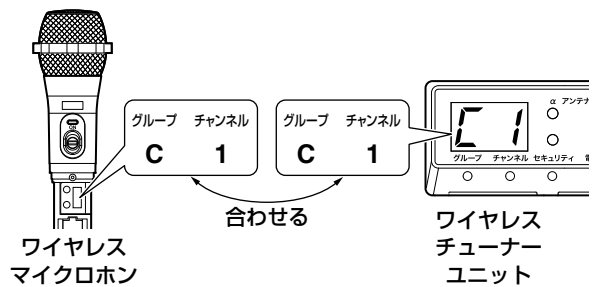 グループ チャンネル
C 1
グループ チャンネル
C 1
合わせる
ON
C1
α アンテナ
グループ チャンネル セキュリティ 電
ワイヤレス
マイクロホン
ワイヤレス
チューナー
ユニット